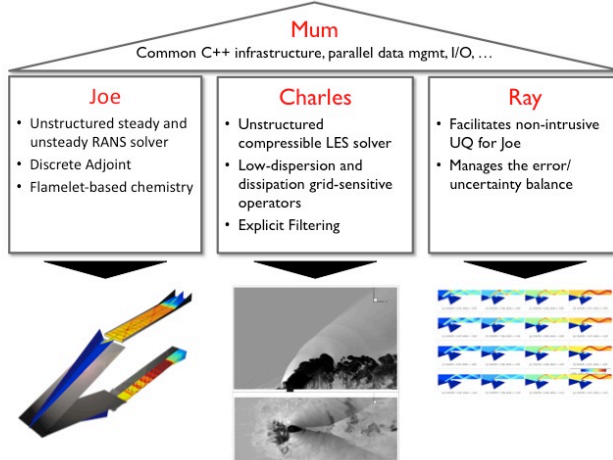 Mum
Common C++ infrastructure, parallel data mgmt, I/O, …
Joe
• Unstructured steady and
unsteady RANS solver
• Discrete Adjoint
• Flamelet-based chemistry
Charles
• Unstructured
compressible LES solver
• Low-dispersion and
dissipation grid-sensitive
operators
• Explicit Filtering
Ray
• Facilitates non-intrusive
UQ for Joe
• Manages the error/
uncertainty balance